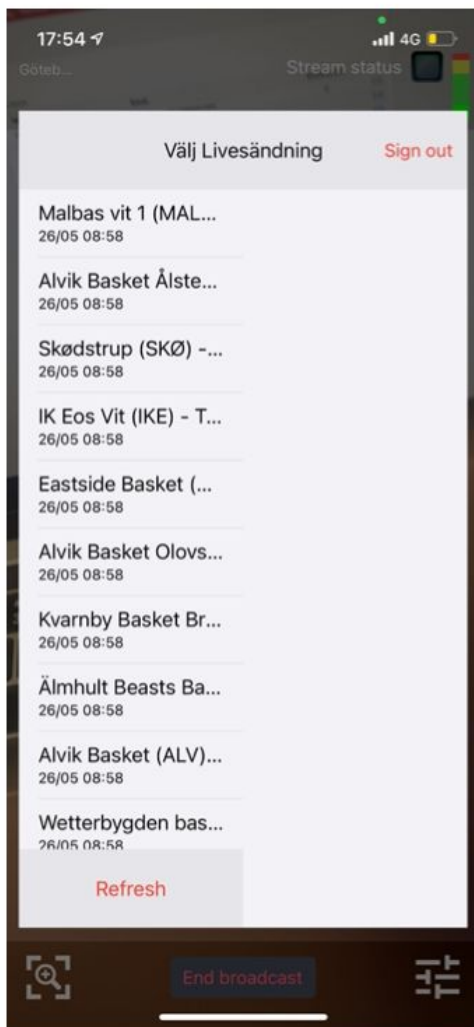 17:54
4G
Göteb...
Stream status
Välj Livesändning
Sign out
Malbas vit 1 (MAL...
26/05 08:58
Alvik Basket Ålste...
26/05 08:58
Skødstrup (SKØ) -...
26/05 08:58
IK Eos Vit (IKE) - T...
26/05 08:58
Eastside Basket (...
26/05 08:58
Alvik Basket Olovs...
26/05 08:58
Kvarnby Basket Br...
26/05 08:58
Älmhult Beasts Ba...
26/05 08:58
Alvik Basket (ALV)...
26/05 08:58
Wetterbygden bas...
26/05 08:58
Refresh
End broadcast